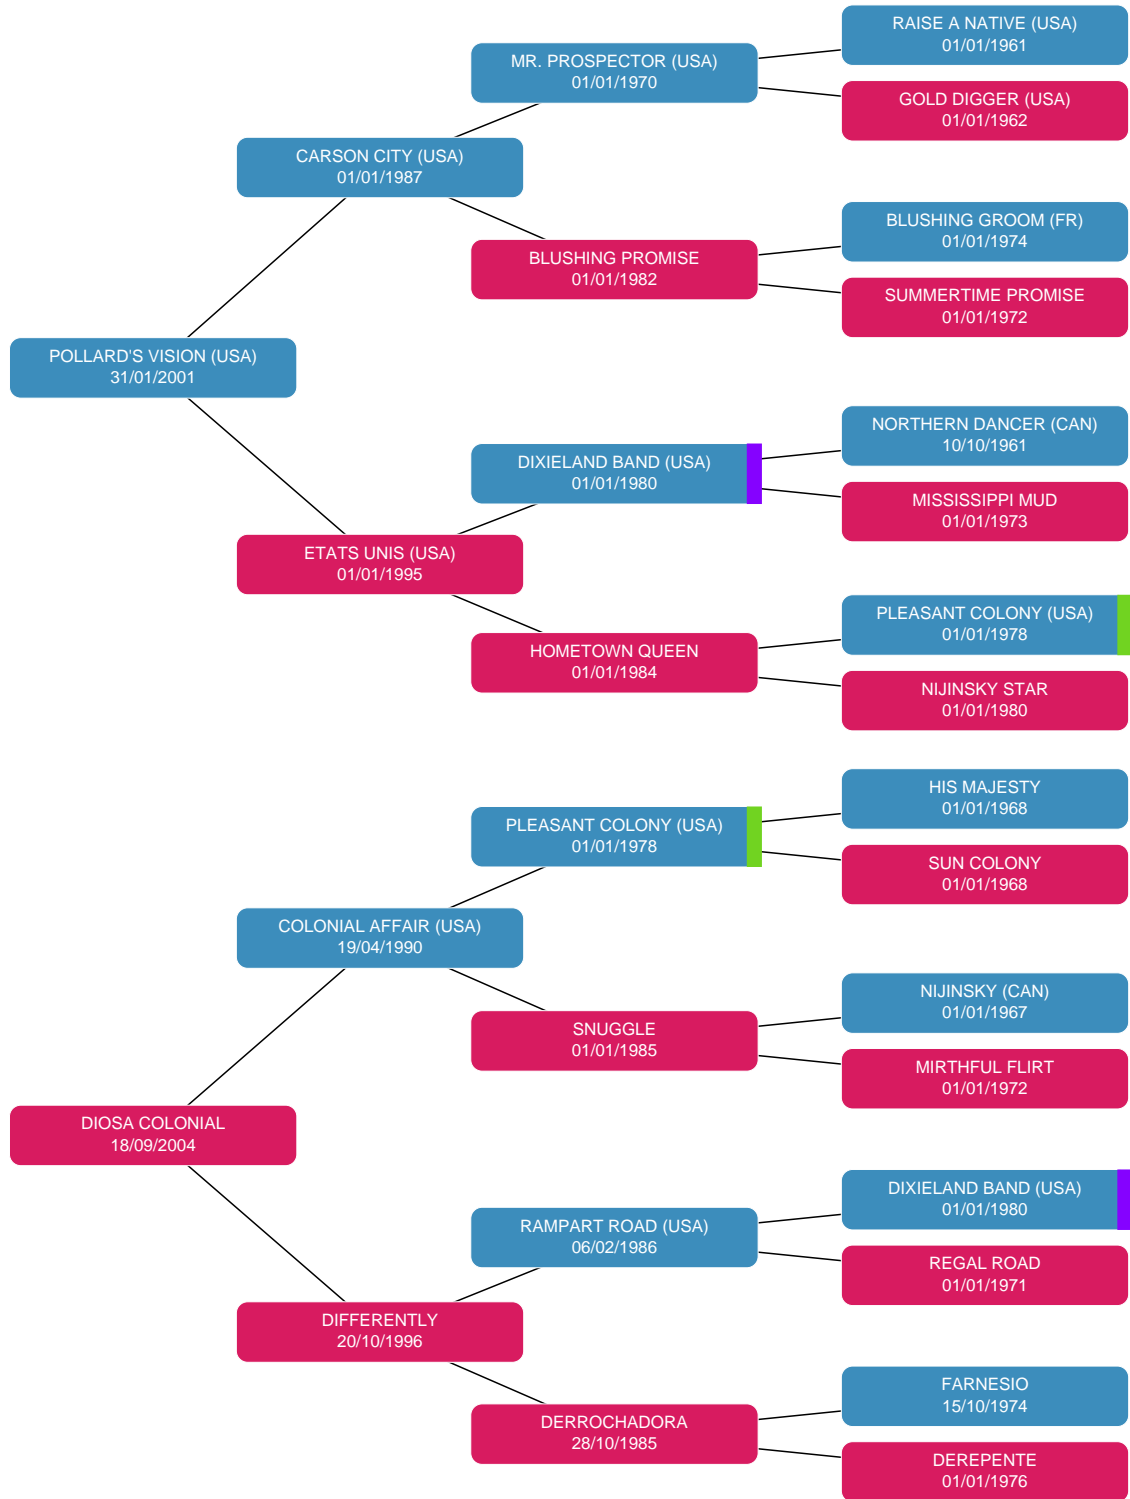 RAISE A NATIVE (USA)
01/01/1961
MR. PROSPECTOR (USA)
01/01/1970
GOLD DIGGER (USA)
01/01/1962
CARSON CITY (USA)
01/01/1987
BLUSHING GROOM (FR)
01/01/1974
BLUSHING PROMISE
01/01/1982
SUMMERTIME PROMISE
01/01/1972
POLLARD'S VISION (USA)
31/01/2001
NORTHERN DANCER (CAN)
10/10/1961
DIXIELAND BAND (USA)
01/01/1980
MISSISSIPPI MUD
01/01/1973
ETATS UNIS (USA)
01/01/1995
PLEASANT COLONY (USA)
01/01/1978
HOMETOWN QUEEN
01/01/1984
NIJINSKY STAR
01/01/1980
HIS MAJESTY
01/01/1968
PLEASANT COLONY (USA)
01/01/1978
SUN COLONY
01/01/1968
COLONIAL AFFAIR (USA)
19/04/1990
NIJINSKY (CAN)
01/01/1967
SNUGGLE
01/01/1985
MIRTHFUL FLIRT
01/01/1972
DIOSA COLONIAL
18/09/2004
DIXIELAND BAND (USA)
01/01/1980
RAMPART ROAD (USA)
06/02/1986
REGAL ROAD
01/01/1971
DIFFERENTLY
20/10/1996
FARNESIO
15/10/1974
DERROCHADORA
28/10/1985
DEREPENTE
01/01/1976